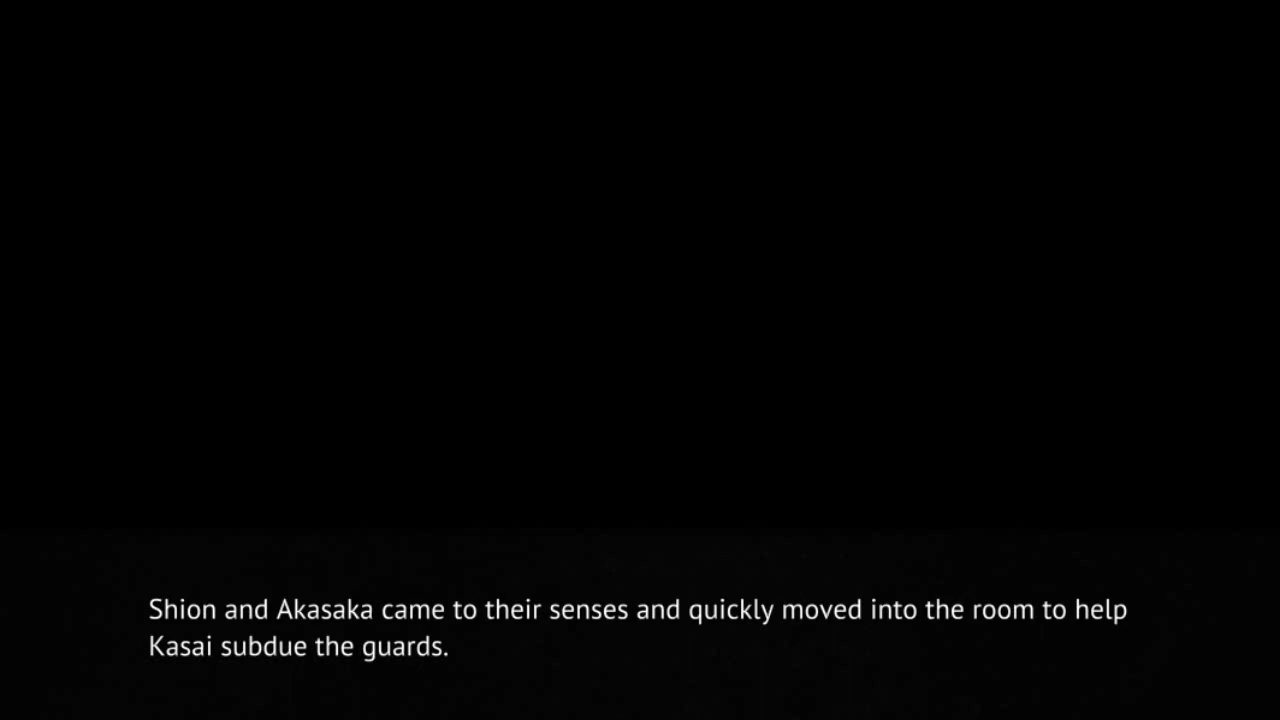 Shion and Akasaka came to their senses and quickly moved into the room to help
Kasai subdue the guards.